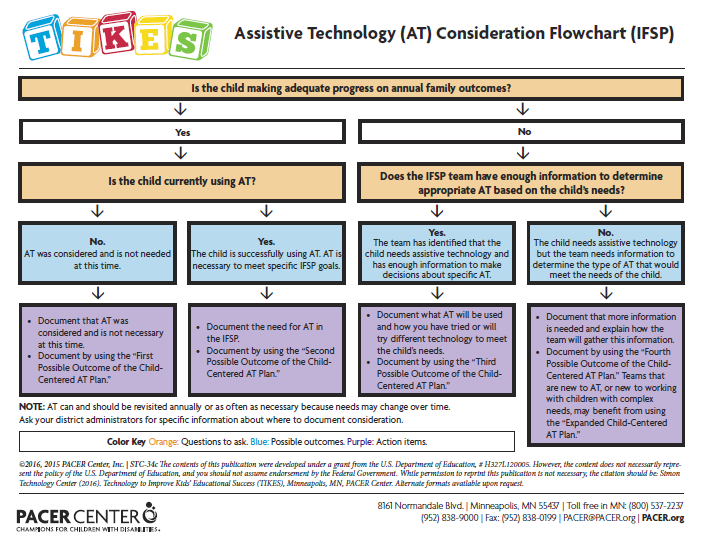 TIKES
Assistive Technology (AT) Consideration Flowchart (IFSP)
Is the child making adequate progress on annual family outcomes?
Yes
No
Is the child currently using AT?
Does the IFSP team have enough information to determine
appropriate AT based on the child's needs?
No.
AT was considered and is not needed
at this time.
Yes.
The child is successfully using AT. AT is
necessary to meet specific IFSP goals.
Yes.
The team has identified that the
child needs assistive technology and
has enough information to make
decisions about specific AT.
No.
The child needs assistive technology
but the team needs information to
determine the type of AT that would
meet the needs of the child.
• Document that AT was
considered and is not necessary
at this time.
• Document by using the "First
Possible Outcome of the Child-
Centered AT Plan."
• Document the need for AT in
the IFSP.
• Document by using the "Second
Possible Outcome of the Child-
Centered AT Plan."
• Document what AT will be used
and how you have tried or will
try different technology to meet
the child's needs.
• Document by using the "Third
Possible Outcome of the Child-
Centered AT Plan."
• Document that more information
is needed and explain how the
team will gather this information.
• Document by using the "Fourth
Possible Outcome of the Child-
Centered AT Plan." Teams that
are new to AT, or new to working
with children with complex
needs, may benefit from using
the "Expanded Child-Centered
AT Plan."
NOTE: AT can and should be revisited annually or as often as necessary because needs may change over time.
Ask your district administrators for specific information about where to document consideration.
Color Key Orange: Questions to ask. Blue: Possible outcomes. Purple: Action items.
©2016, 2015 PACER Center, Inc. | STC-34c The contents of this publication were developed under a grant from the U.S. Department of Education, # H327L120005. However, the content does not necessarily repre-
sent the policy of the U.S. Department of Education, and you should not assume endorsement by the Federal Government. While permission to reprint this publication is not necessary, the citation should be: Simon
Technology Center (2016). Technology to Improve Kids' Educational Success (TIKES), Minneapolis, MN, PACER Center. Alternate formats available upon request.
PACER CENTER
CHAMPIONS FOR CHILDREN WITH DISABILITIES
8161 Normandale Blvd. | Minneapolis, MN 55437 | Toll free in MN: (800) 537-2237
(952) 838-9000 | Fax: (952) 838-0199 | PACER@PACER.org | PACER.org